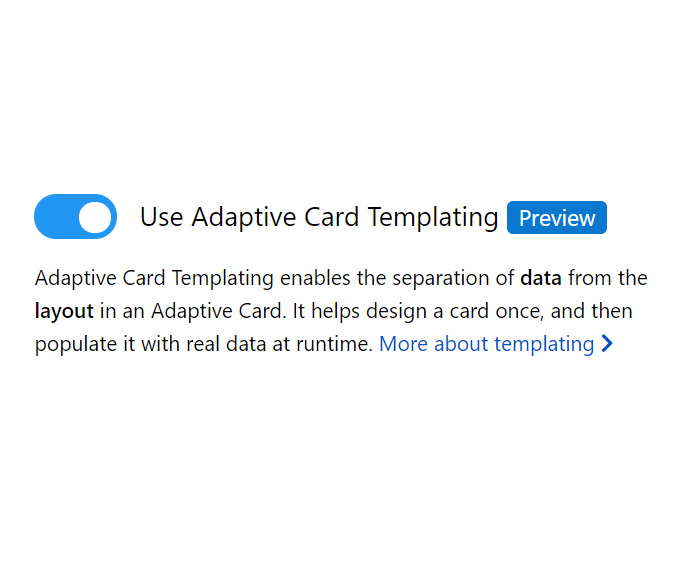 Use Adaptive Card Templating Preview
Adaptive Card Templating enables the separation of data from the
layout in an Adaptive Card. It helps design a card once, and then
populate it with real data at runtime. More about templating